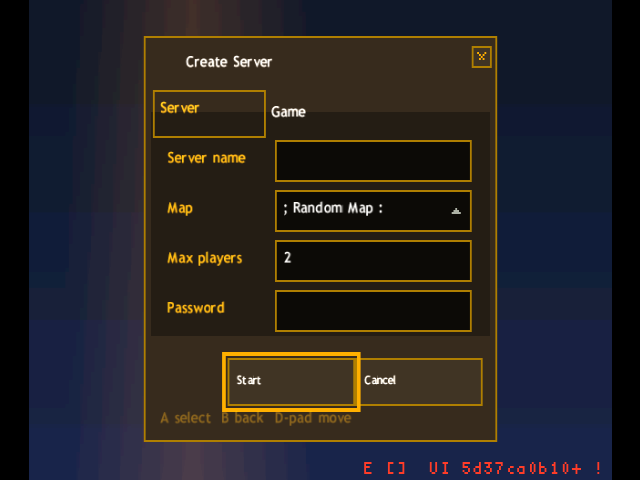 Create Server
Server
Game
Server name
Map
; Random Map :
Max players
2
Password
Start
Cancel
A select B back D-pad move
E [] UI 5d37ca0b10+ !